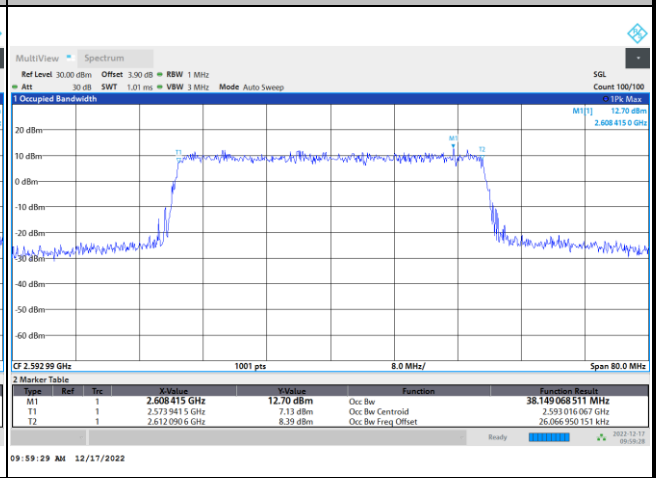 MultiView Spectrum
Ref Level 30.00 dBm Offset 3.90 dB RBW 1 MHz SGL
Att 30 dB SWT 1.01 ms VBW 3 MHz Mode Auto Sweep Count 100/100
1 Occupied Bandwidth 1Pk Max
M1[1] 12.70 dBm
2.608 415 0 GHz
20 dBm
M1
T1 T2
10 dBm
0 dBm
-10 dBm
-20 dBm
-30 dBm
-40 dBm
-50 dBm
-60 dBm
CF 2.592 99 GHz 1001 pts 8.0 MHz/ Span 80.0 MHz
2 Marker Table
Type Ref Trc X-Value Y-Value Function Function Result
M1 1 2.608 415 GHz 12.70 dBm Occ Bw 38.149 068 511 MHz
T1 1 2.573 941 5 GHz 7.13 dBm Occ Bw Centroid 2.593 016 067 GHz
T2 1 2.612 090 6 GHz 8.39 dBm Occ Bw Freq Offset 26.066 950 151 kHz
Ready 2022-12-17
09:59:28
09:59:29 AM 12/17/2022